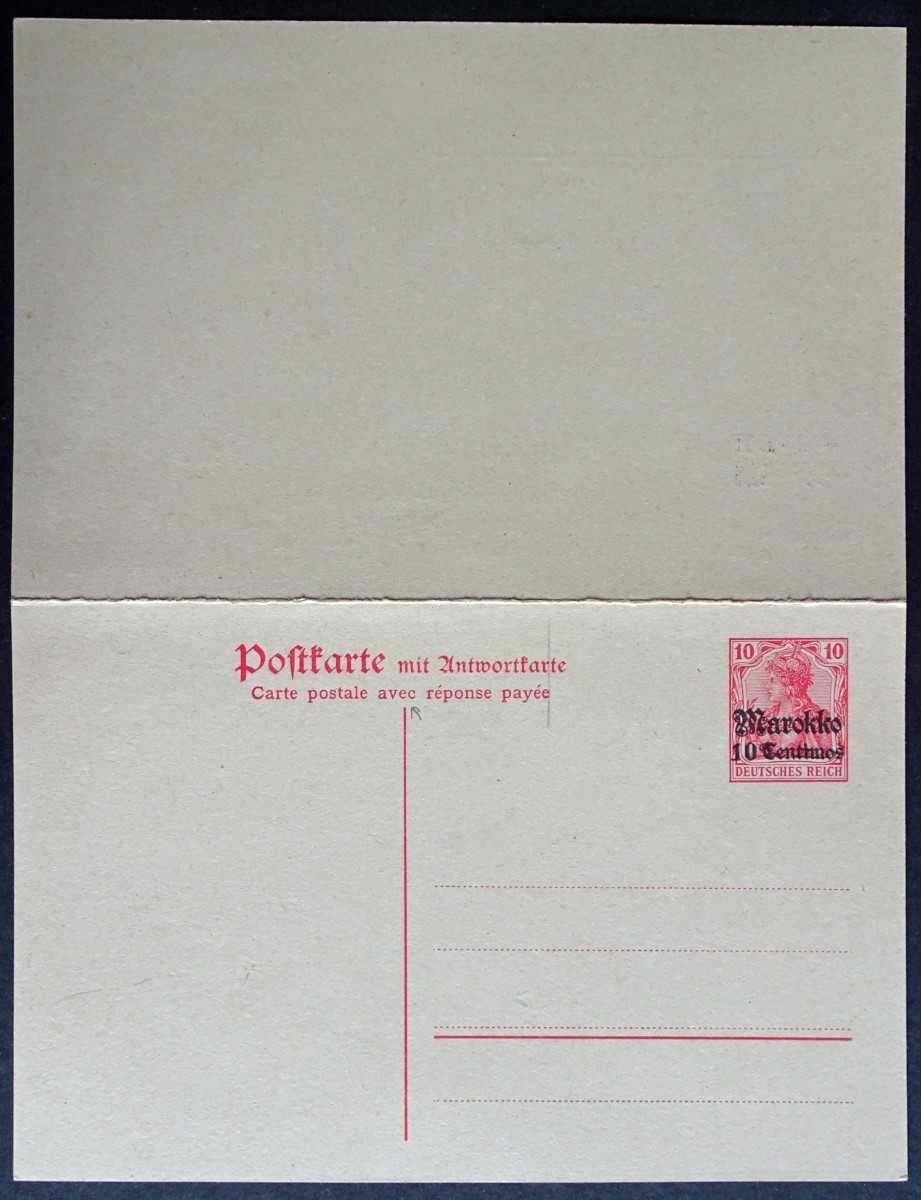 Poſtkarte mit Antwortkarte
Carte postale avec réponse payée
10 10
Marokko
10 Centimos
DEUTSCHES REICH